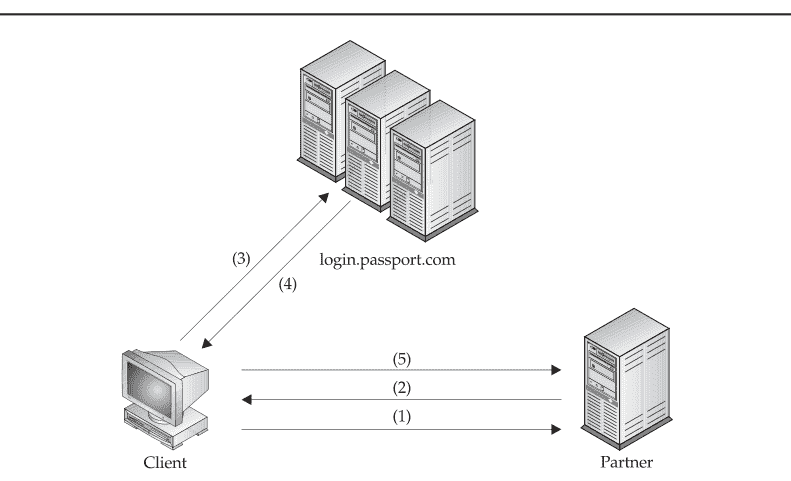 (3)
login.passport.com
(4)
(5)
(2)
(1)
Client
Partner